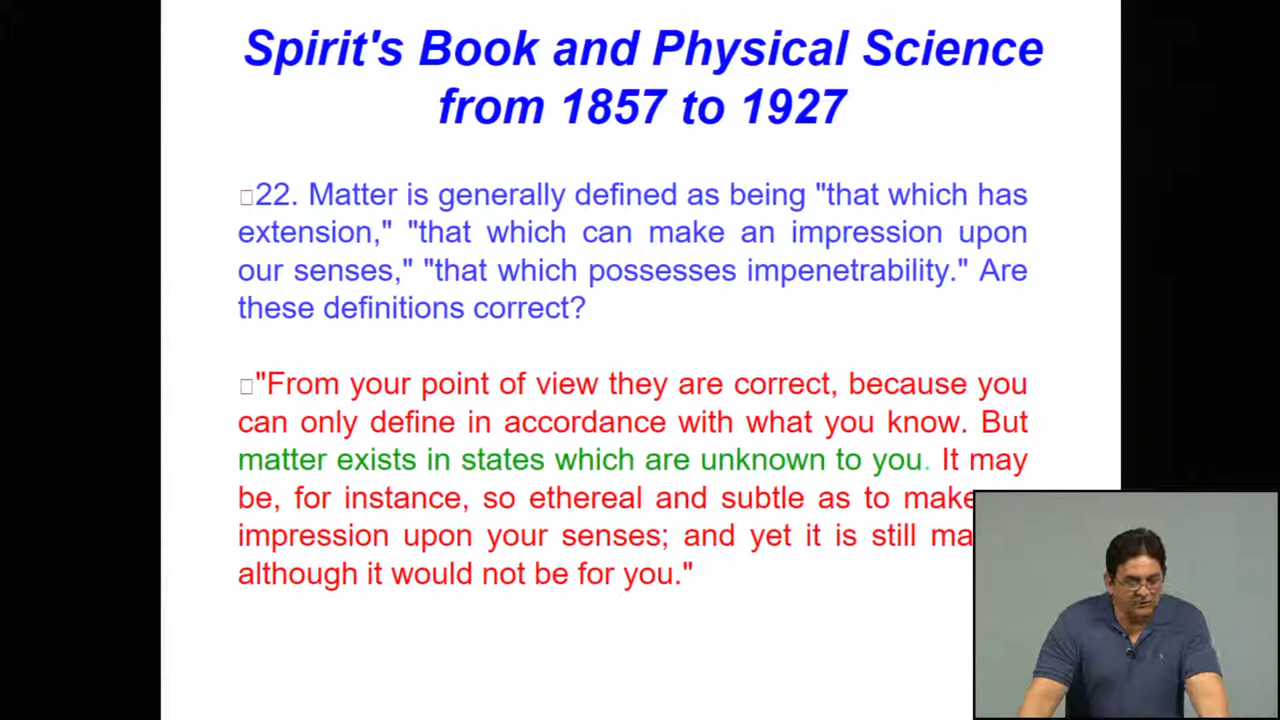 Spirit's Book and Physical Science
from 1857 to 1927
22. Matter is generally defined as being "that which has
extension," "that which can make an impression upon
our senses," "that which possesses impenetrability." Are
these definitions correct?
"From your point of view they are correct, because you
can only define in accordance with what you know. But
matter exists in states which are unknown to you. It may
be, for instance, so ethereal and subtle as to make
impression upon your senses; and yet it is still
although it would not be for you."